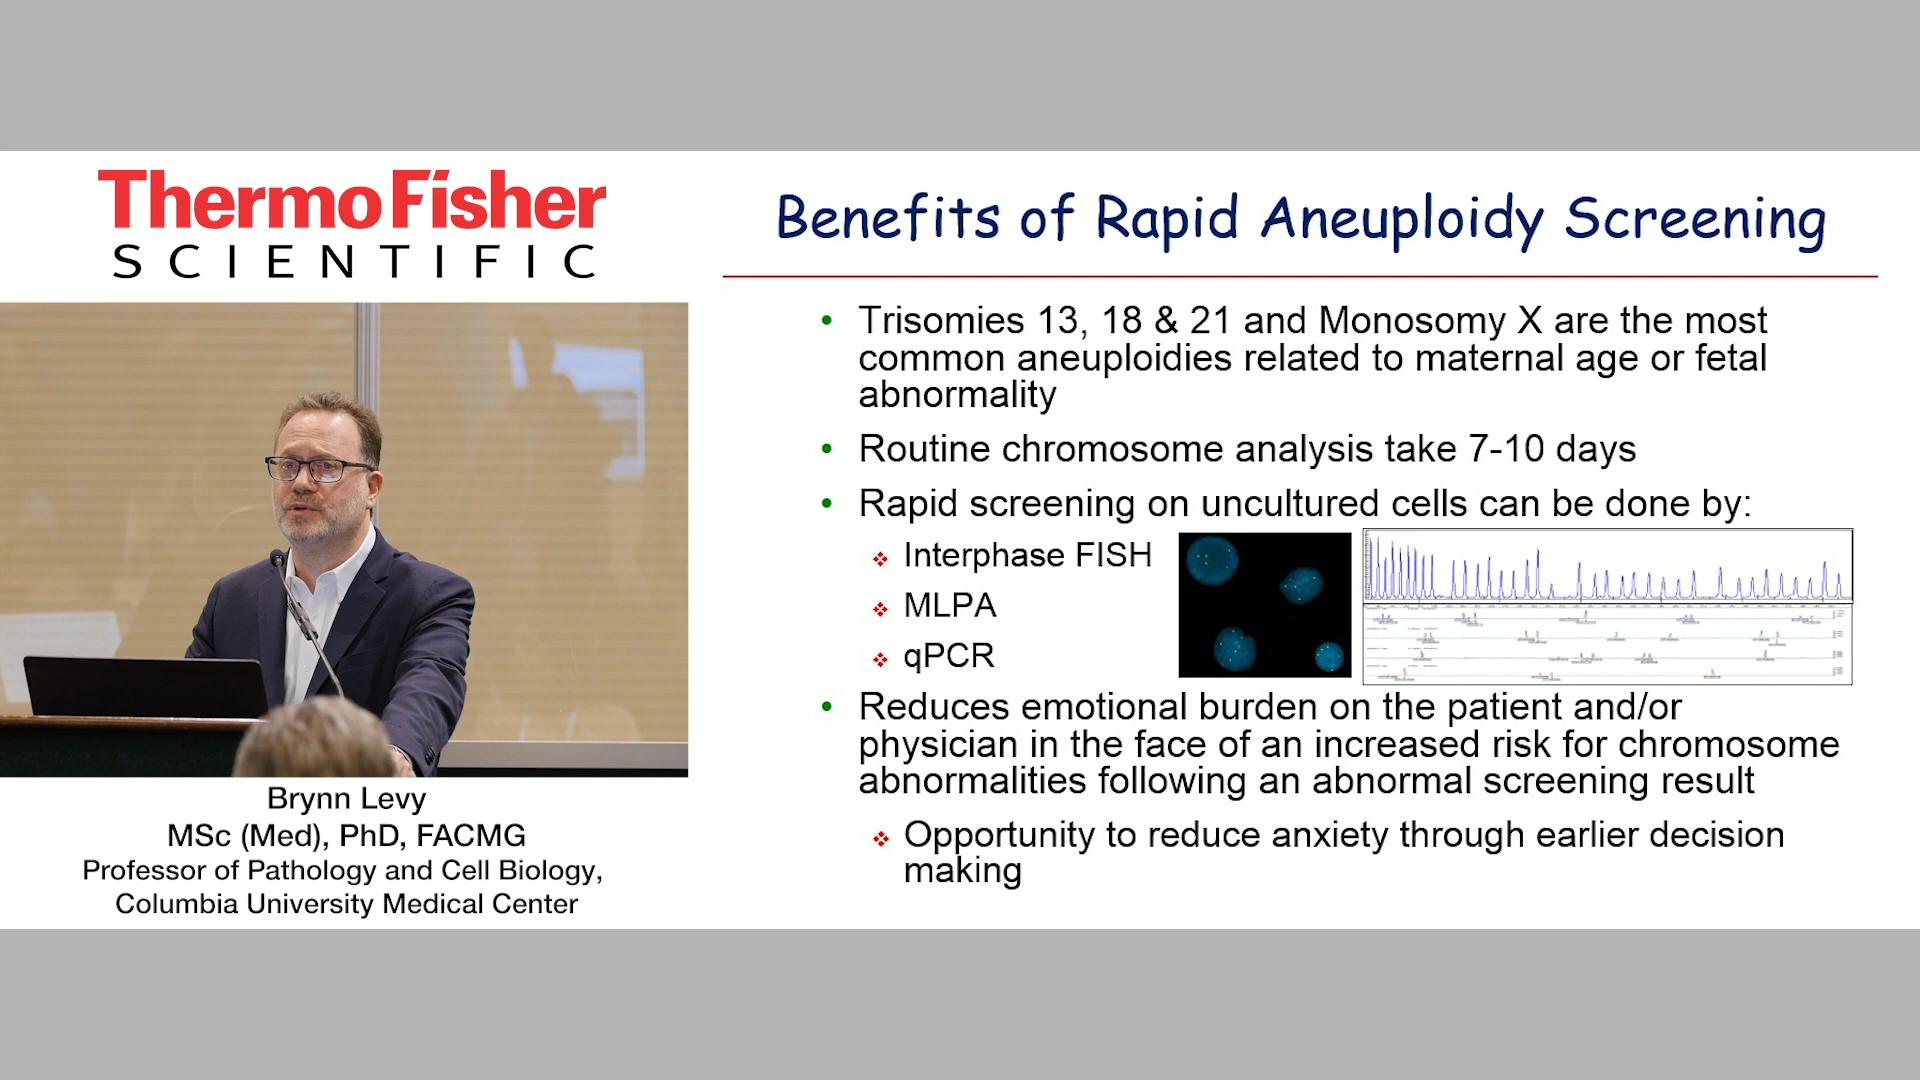 ThermoFisher
SCIENTIFIC
Brynn Levy
MSc (Med), PhD, FACMG
Professor of Pathology and Cell Biology,
Columbia University Medical Center
Benefits of Rapid Aneuploidy Screening
• Trisomies 13, 18 & 21 and Monosomy X are the most
common aneuploidies related to maternal age or fetal
abnormality
• Routine chromosome analysis take 7-10 days
• Rapid screening on uncultured cells can be done by:
❖ Interphase FISH
❖ MLPA
❖ qPCR
• Reduces emotional burden on the patient and/or
physician in the face of an increased risk for chromosome
abnormalities following an abnormal screening result
❖ Opportunity to reduce anxiety through earlier decision
making